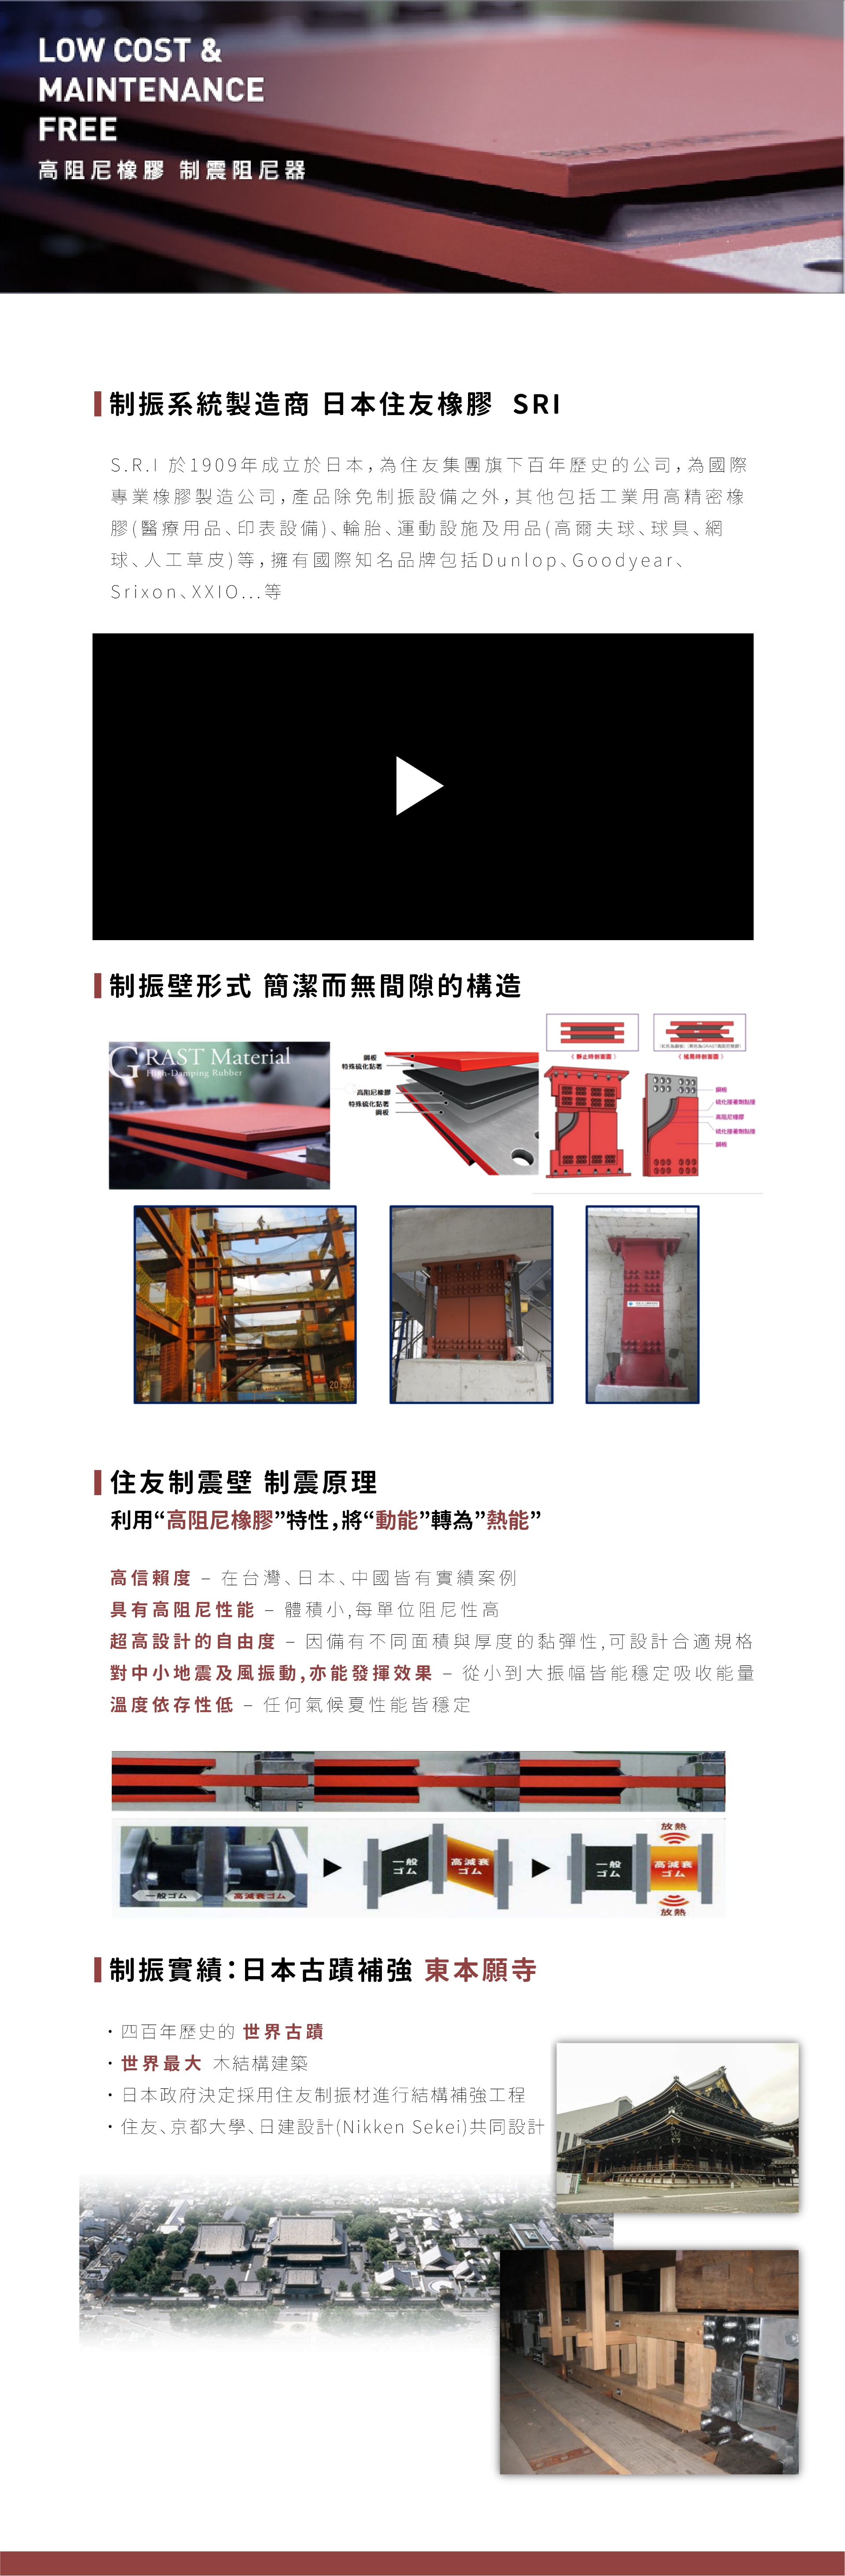 LOW COST &
MAINTENANCE
FREE
高阻尼橡膠 制震阻尼器
制振系統製造商 日本住友橡膠 SRI
S.R.I 於1909年成立於日本，為住友集團旗下百年歷史的公司，為國際
專業橡膠製造公司，產品除免制振設備之外，其他包括工業用高精密橡
膠(醫療用品、印表設備)、輪胎、運動設施及用品(高爾夫球、球具、網
球、人工草皮)等，擁有國際知名品牌包括Dunlop、Goodyear、
Srixon、XXIO...等
制振壁形式 簡潔而無間隙的構造
GRAST Material
High-Damping Rubber
鋼板
特殊硫化黏著
高阻尼橡膠
特殊硫化黏著
鋼板
《 靜止時剖面圖 》
《 搖晃時剖面圖 》
鋼板
硫化接著劑黏接
高阻尼橡膠
硫化接著劑黏接
鋼板
住友制震壁 制震原理
利用“高阻尼橡膠”特性，將“動能”轉為”熱能”
高信賴度 – 在台灣、日本、中國皆有實績案例
具有高阻尼性能 – 體積小,每單位阻尼性高
超高設計的自由度 – 因備有不同面積與厚度的黏彈性,可設計合適規格
對中小地震及風振動,亦能發揮效果 – 從小到大振幅皆能穩定吸收能量
溫度依存性低 – 任何氣候夏性能皆穩定
一般ゴム
高減衰ゴム
一般
ゴム
高減衰
ゴム
放熱
一般
ゴム
高減衰
ゴム
放熱
制振實績：日本古蹟補強 東本願寺
・四百年歷史的 世界古蹟
・世界最大 木結構建築
・日本政府決定採用住友制振材進行結構補強工程
・住友、京都大學、日建設計(Nikken Sekei)共同設計